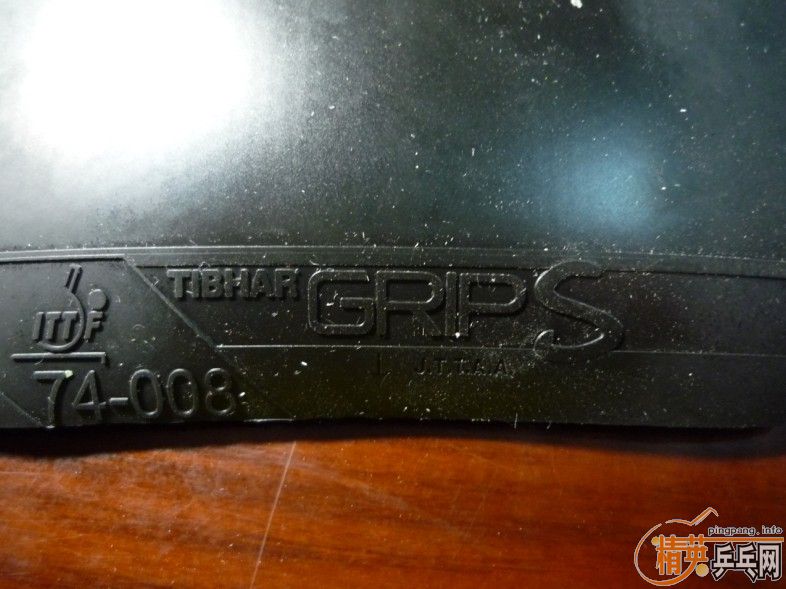 TIBHAR GRIPS
ITTF
J.T.T.A.A
74-008
pingpang.info
精英乒乓网